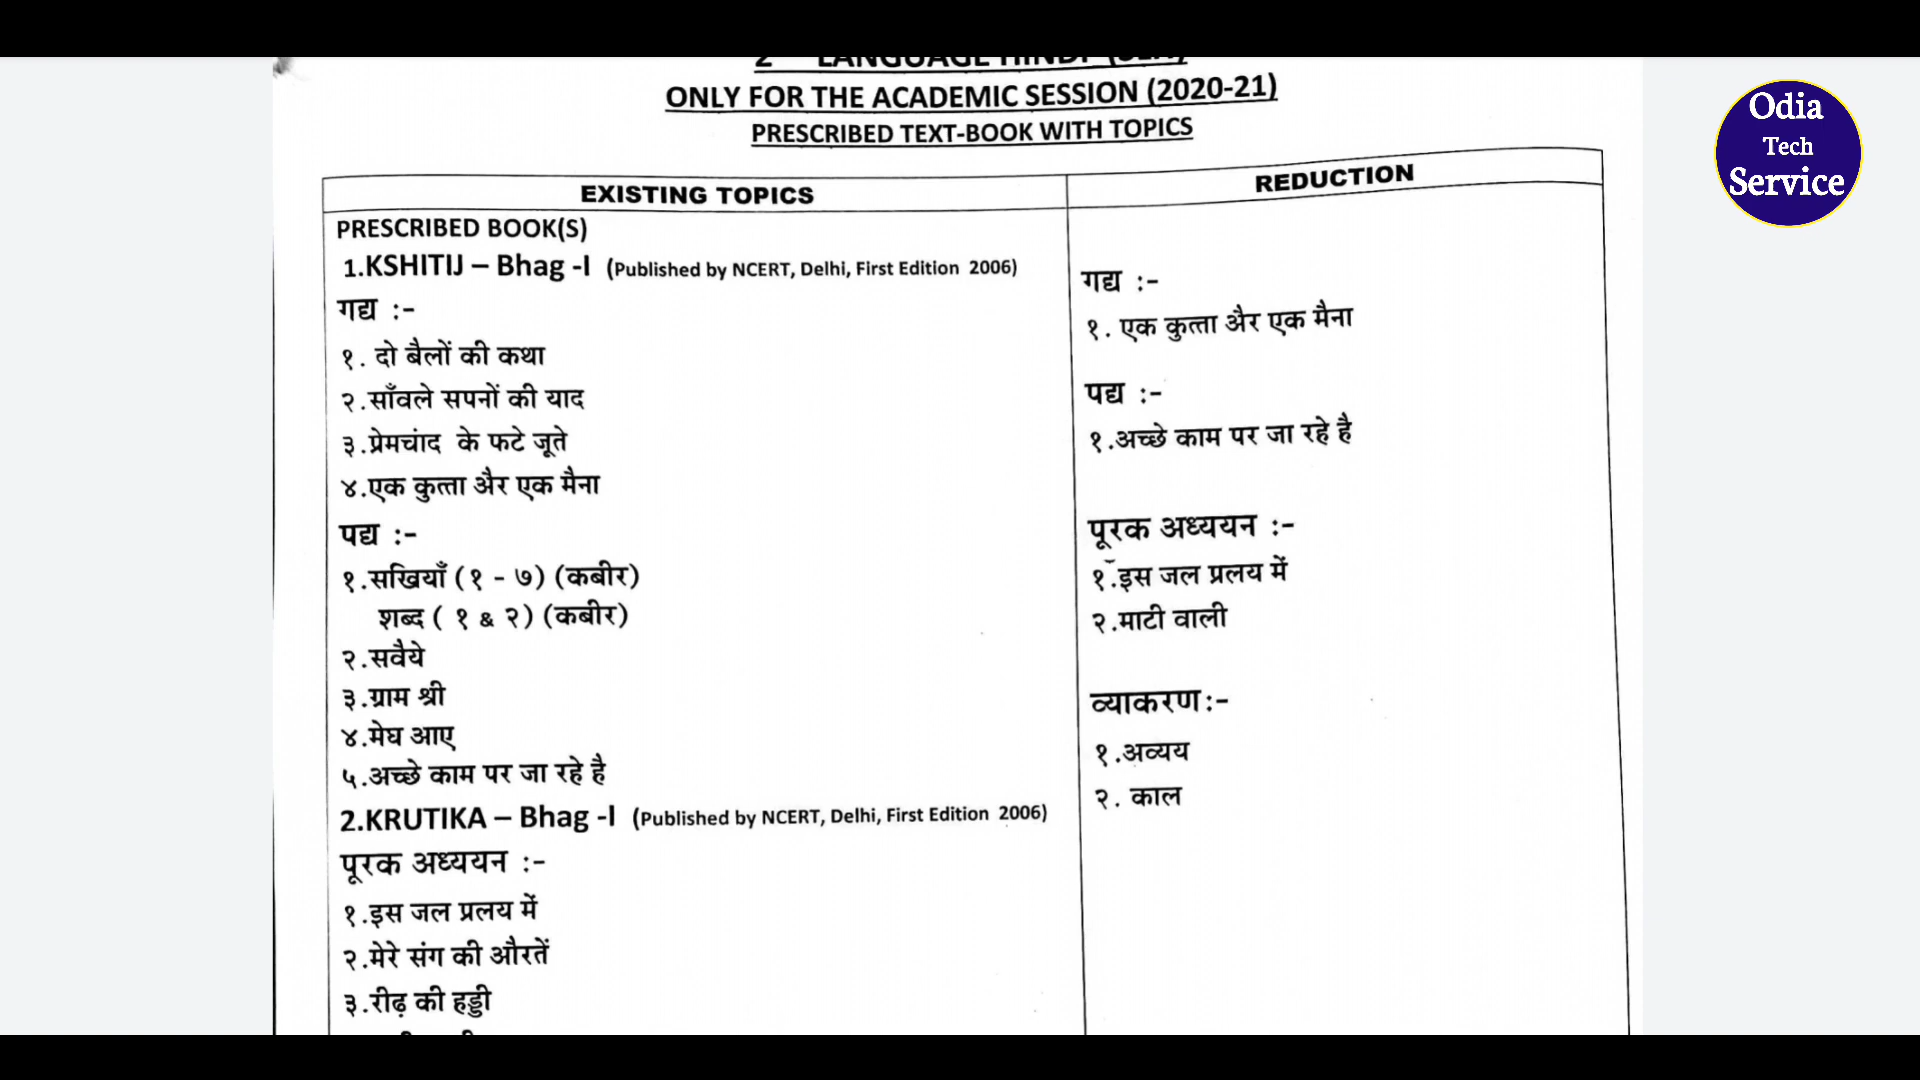 2 LANGUAGE HINDI
ONLY FOR THE ACADEMIC SESSION (2020-21)
PRESCRIBED TEXT-BOOK WITH TOPICS
EXISTING TOPICS
PRESCRIBED BOOK(S)
1.KSHITIJ – Bhag -I (Published by NCERT, Delhi, First Edition 2006)
गद्य :-
१. दो बैलों की कथा
२.साँवले सपनों की याद
३.प्रेमचांद के फटे जूते
४.एक कुत्ता और एक मैना
पद्य :-
१.सखियाँ (१ - ७) (कबीर)
शब्द ( १ & २) (कबीर)
२.सवैये
३.ग्राम श्री
४.मेघ आए
५.अच्छे काम पर जा रहे है
2.KRUTIKA – Bhag -I (Published by NCERT, Delhi, First Edition 2006)
पूरक अध्ययन :-
१.इस जल प्रलय में
२.मेरे संग की औरतें
३.रीढ़ की हड्डी
REDUCTION
गद्य :-
१. एक कुत्ता और एक मैना
पद्य :-
१.अच्छे काम पर जा रहे है
पूरक अध्ययन :-
१.इस जल प्रलय में
२.माटी वाली
व्याकरण:-
१.अव्यय
२. काल
Odia
Tech
Service